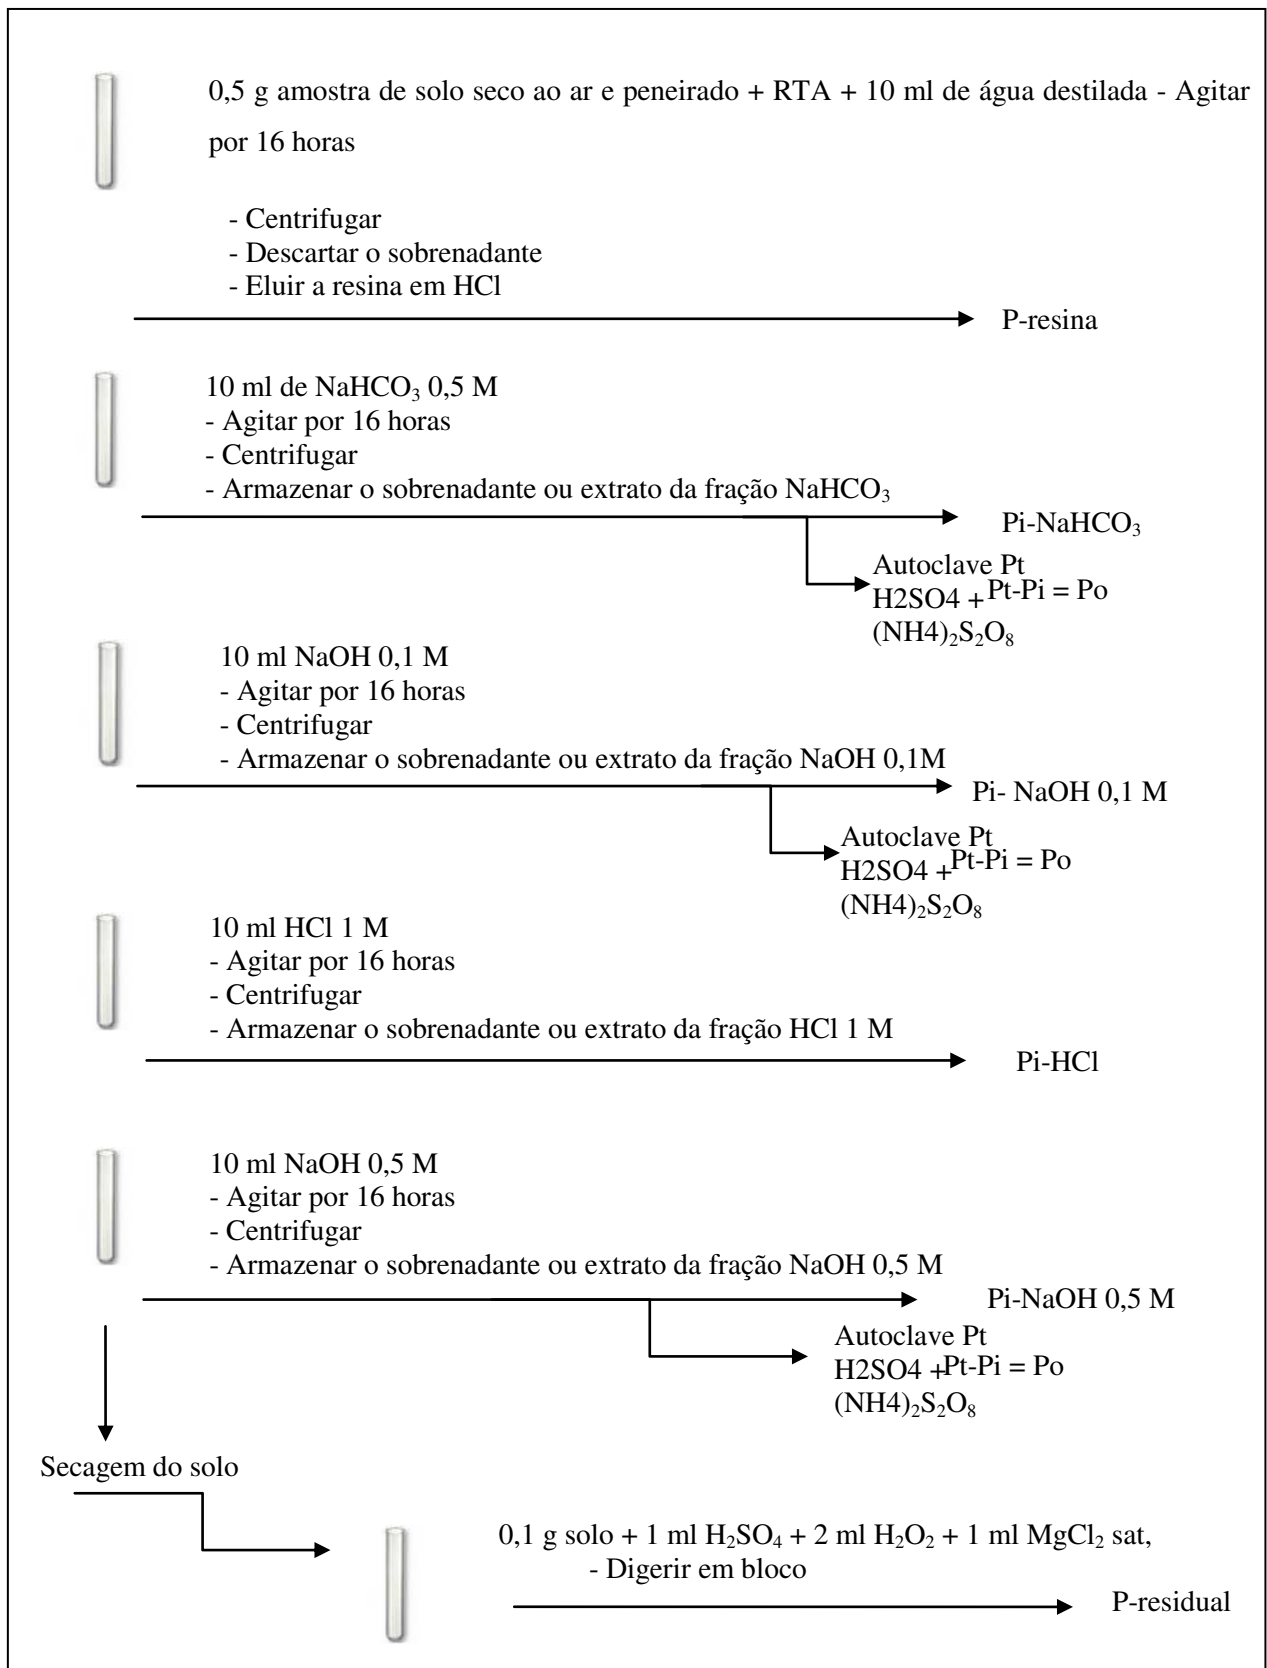 0,5 g amostra de solo seco ao ar e peneirado + RTA + 10 ml de água destilada - Agitar
por 16 horas
- Centrifugar
- Descartar o sobrenadante
- Eluir a resina em HCl
P-resina
10 ml de NaHCO₃ 0,5 M
- Agitar por 16 horas
- Centrifugar
- Armazenar o sobrenadante ou extrato da fração NaHCO₃
Pi-NaHCO₃
Autoclave Pt
H2SO4 + Pt-Pi = Po
(NH4)₂S₂O₈
10 ml NaOH 0,1 M
- Agitar por 16 horas
- Centrifugar
- Armazenar o sobrenadante ou extrato da fração NaOH 0,1M
Pi- NaOH 0,1 M
Autoclave Pt
H2SO4 + Pt-Pi = Po
(NH4)₂S₂O₈
10 ml HCl 1 M
- Agitar por 16 horas
- Centrifugar
- Armazenar o sobrenadante ou extrato da fração HCl 1 M
Pi-HCl
10 ml NaOH 0,5 M
- Agitar por 16 horas
- Centrifugar
- Armazenar o sobrenadante ou extrato da fração NaOH 0,5 M
Pi-NaOH 0,5 M
Autoclave Pt
H2SO4 + Pt-Pi = Po
(NH4)₂S₂O₈
Secagem do solo
0,1 g solo + 1 ml H₂SO₄ + 2 ml H₂O₂ + 1 ml MgCl₂ sat,
- Digerir em bloco
P-residual